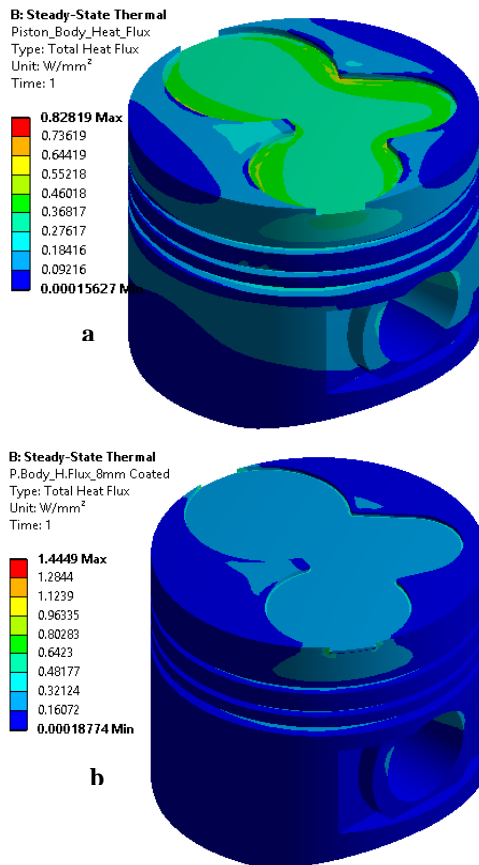 B: Steady-State Thermal
Piston_Body_Heat_Flux
Type: Total Heat Flux
Unit: W/mm²
Time: 1
0.82819 Max
0.73619
0.64419
0.55218
0.46018
0.36817
0.27617
0.18416
0.09216
0.00015627 Min
a
B: Steady-State Thermal
P.Body_H.Flux_8mm Coated
Type: Total Heat Flux
Unit: W/mm²
Time: 1
1.4449 Max
1.2844
1.1239
0.96335
0.80283
0.6423
0.48177
0.32124
0.16072
0.00018774 Min
b